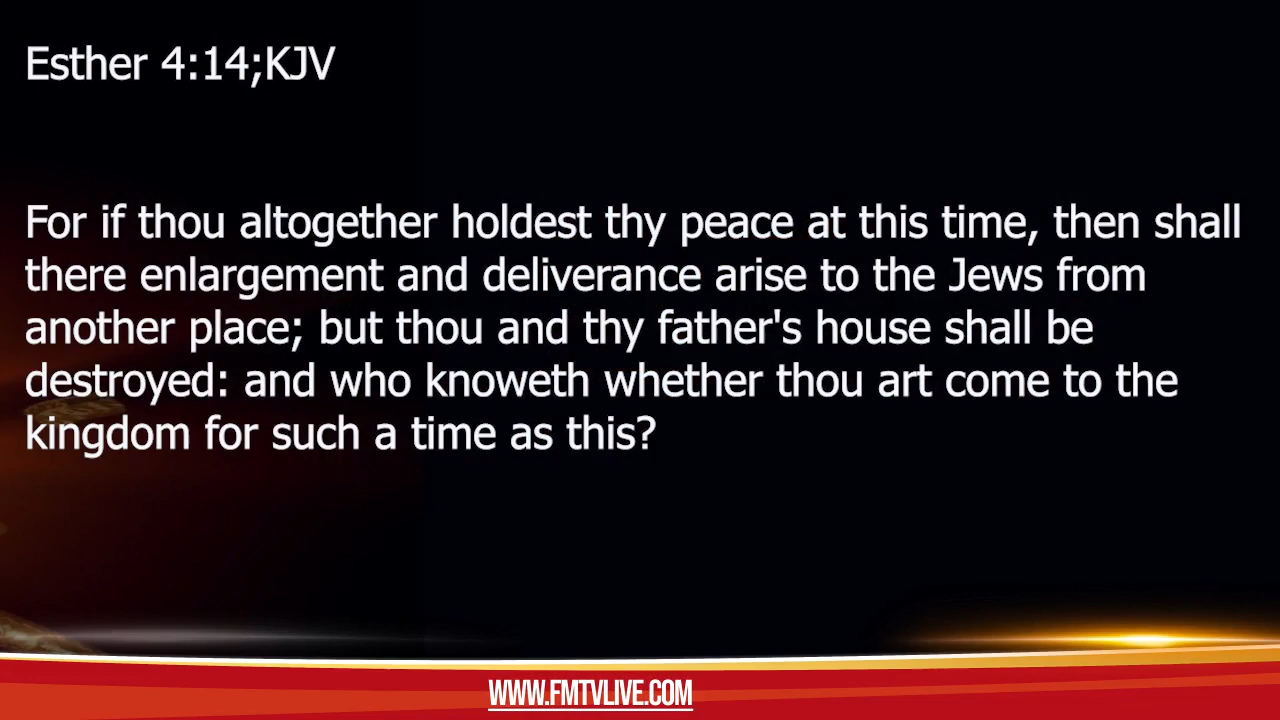 Esther 4:14;KJV
For if thou altogether holdest thy peace at this time, then shall
there enlargement and deliverance arise to the Jews from
another place; but thou and thy father's house shall be
destroyed: and who knoweth whether thou art come to the
kingdom for such a time as this?
WWW.FMTVLIVE.COM